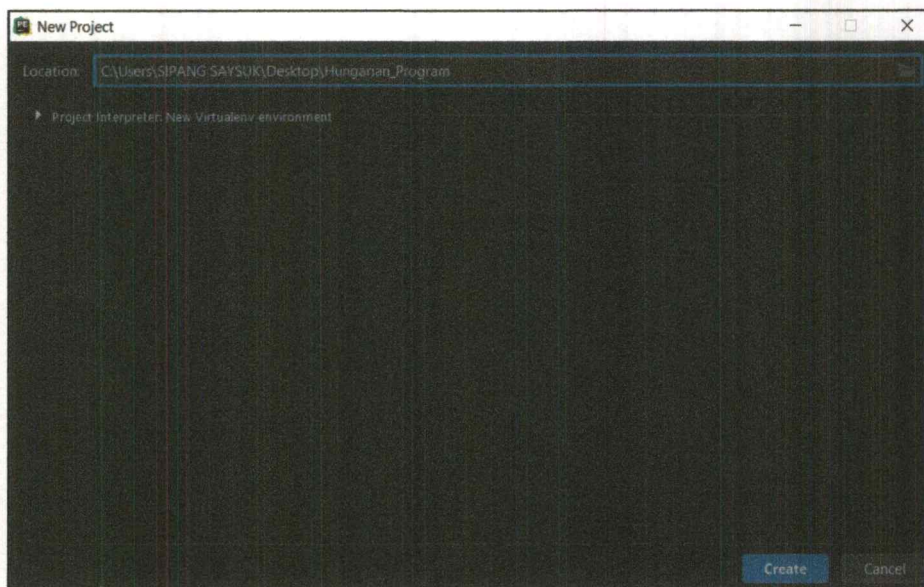 New Project
Location: C:\Users\SIPANG SAYSUK\Desktop\Hungarian_Program
Project Interpreter: New Virtualenv environment
Create Cancel